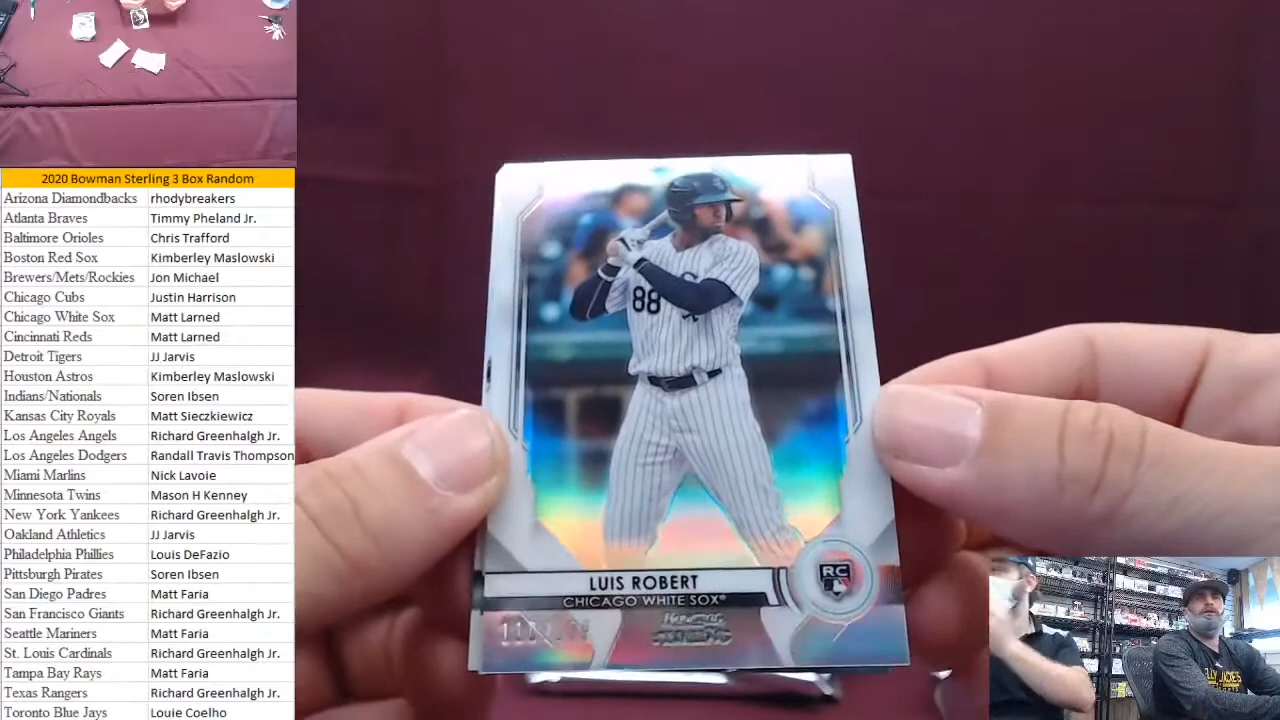 2020 Bowman Sterling 3 Box Random
Arizona Diamondbacks rhodybreakers
Atlanta Braves Timmy Pheland Jr.
Baltimore Orioles Chris Trafford
Boston Red Sox Kimberley Maslowski
Brewers/Mets/Rockies Jon Michael
Chicago Cubs Justin Harrison
Chicago White Sox Matt Larned
Cincinnati Reds Matt Larned
Detroit Tigers JJ Jarvis
Houston Astros Kimberley Maslowski
Indians/Nationals Soren Ibsen
Kansas City Royals Matt Sieczkiewicz
Los Angeles Angels Richard Greenhalgh Jr.
Los Angeles Dodgers Randall Travis Thompson
Miami Marlins Nick Lavoie
Minnesota Twins Mason H Kenney
New York Yankees Richard Greenhalgh Jr.
Oakland Athletics JJ Jarvis
Philadelphia Phillies Louis DeFazio
Pittsburgh Pirates Soren Ibsen
San Diego Padres Matt Faria
San Francisco Giants Richard Greenhalgh Jr.
Seattle Mariners Matt Faria
St. Louis Cardinals Richard Greenhalgh Jr.
Tampa Bay Rays Matt Faria
Texas Rangers Richard Greenhalgh Jr.
Toronto Blue Jays Louie Coelho
88
RC
LUIS ROBERT
CHICAGO WHITE SOX